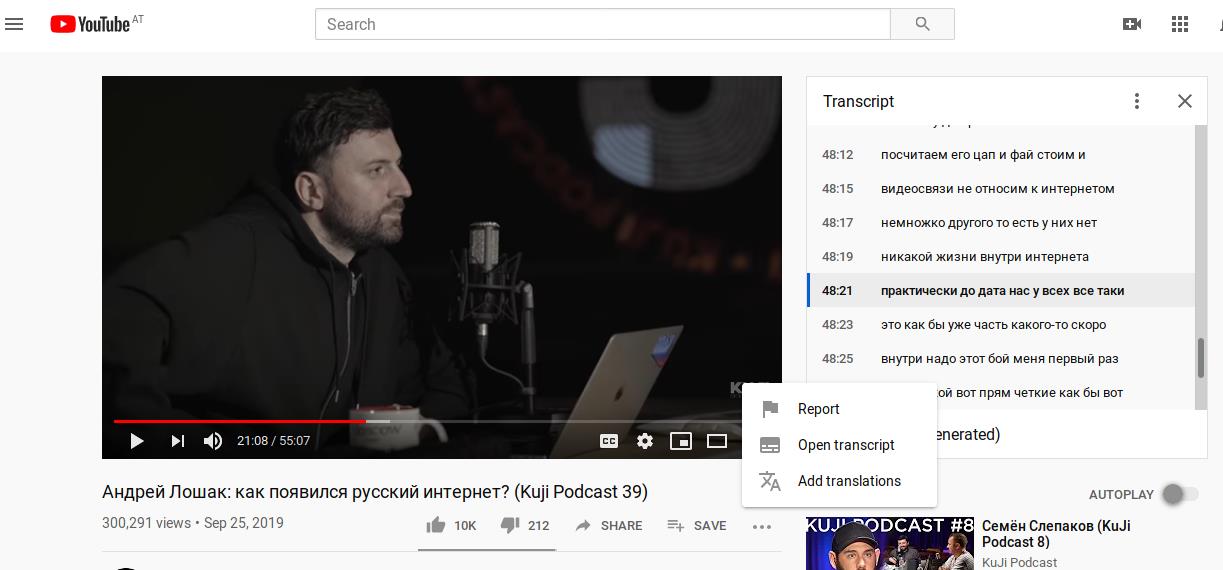 YouTube AT
Search
Transcript
48:12 посчитаем его цап и фай стоим и
48:15 видеосвязи не относим к интернетом
48:17 немножко другого то есть у них нет
48:19 никакой жизни внутри интернета
48:21 практически до дата нас у всех все таки
48:23 это как бы уже часть какого-то скоро
48:25 внутри надо этот бой меня первый раз
вот прям четкие как бы вот
Report
Open transcript
Add translations
21:08 / 55:07
CC
Андрей Лошак: как появился русский интернет? (Kuji Podcast 39)
300,291 views • Sep 25, 2019
10K
212
SHARE
SAVE
AUTOPLAY
KUJI PODCAST #8
Семён Слепаков (KuJi
Podcast 8)
KuJi Podcast